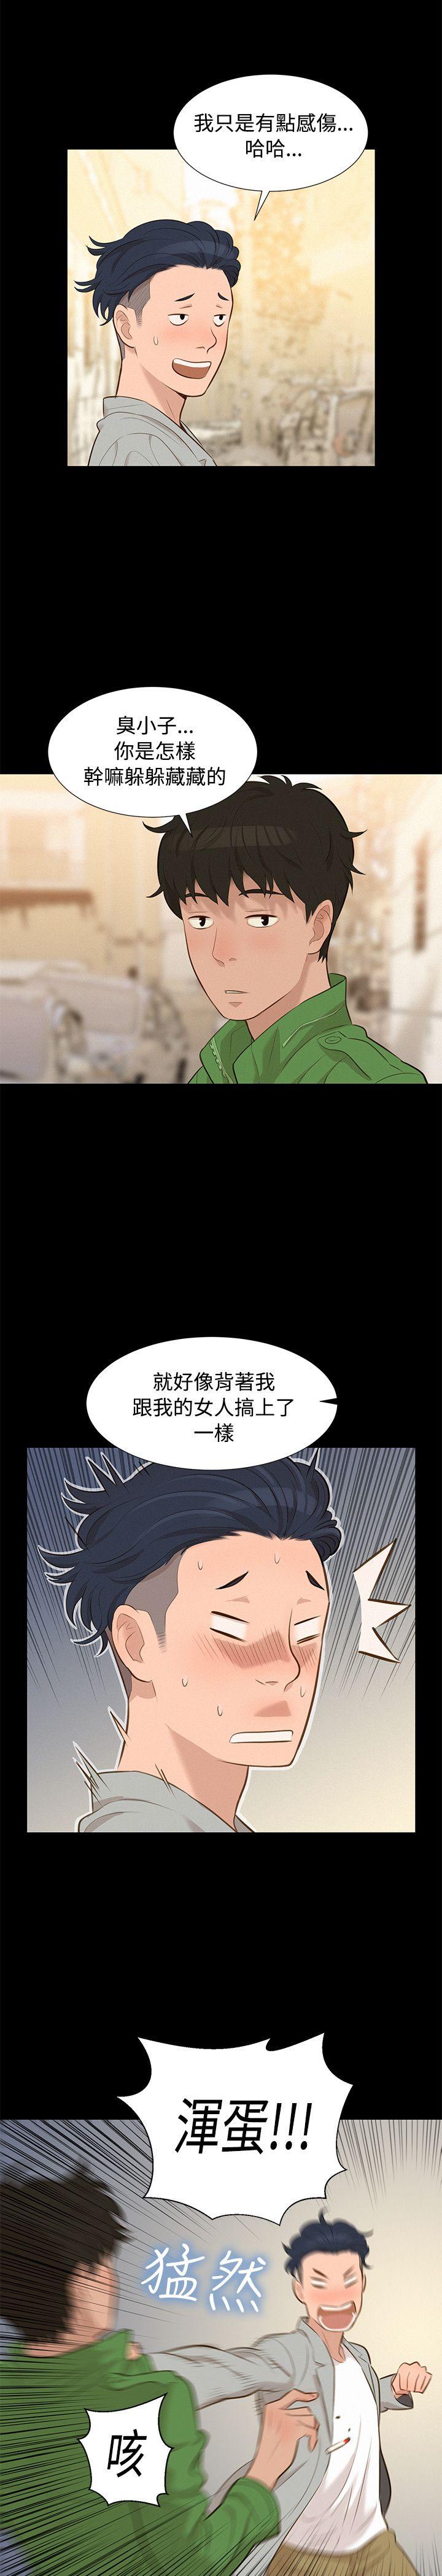 我只是有點感傷...
哈哈...
臭小子...
你是怎樣
幹嘛躲躲藏藏的
就好像背著我
跟我的女人搞上了
一樣
渾蛋!!!
猛然
咳